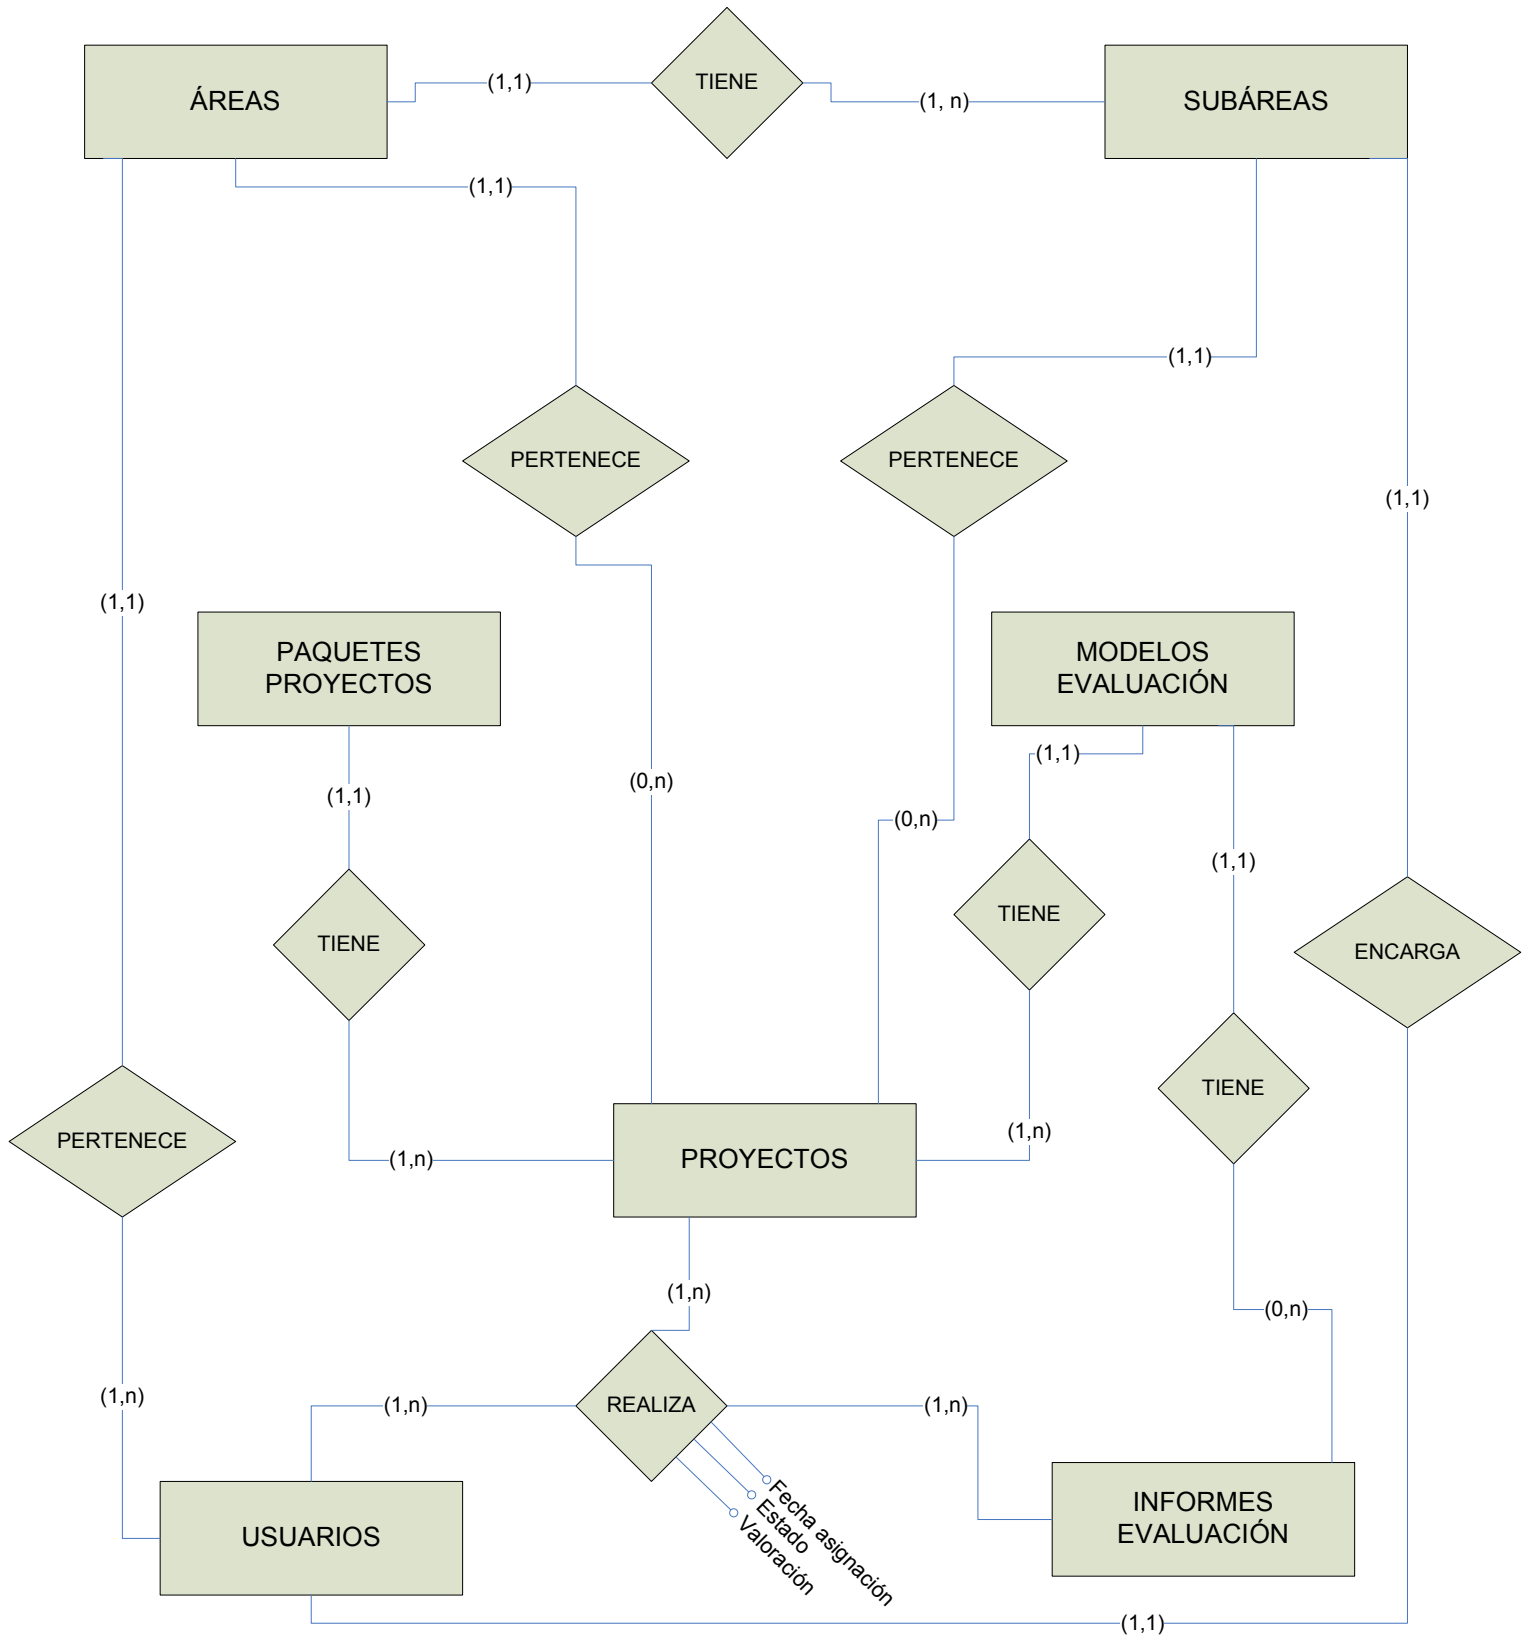 TIENE
ÁREAS
(1,1)
(1, n)
SUBÁREAS
(1,1)
(1,1)
PERTENECE
PERTENECE
(1,1)
(1,1)
PAQUETES
PROYECTOS
MODELOS
EVALUACIÓN
(1,1)
(0,n)
(1,1)
(0,n)
(1,1)
TIENE
TIENE
ENCARGA
TIENE
PERTENECE
(1,n)
PROYECTOS
(1,n)
(1,n)
(0,n)
(1,n)
(1,n)
REALIZA
(1,n)
Fecha asignación
Estado
Valoración
USUARIOS
INFORMES
EVALUACIÓN
(1,1)